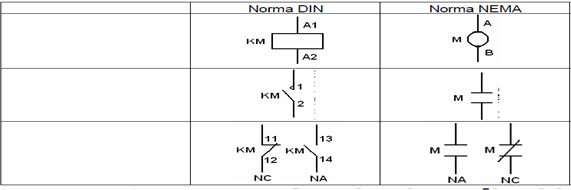 Norma DIN Norma NEMA
A1 A
KM M
A2 B
1
KM M
2
11 13
KM KM M M
12 14
NC NA NA NC